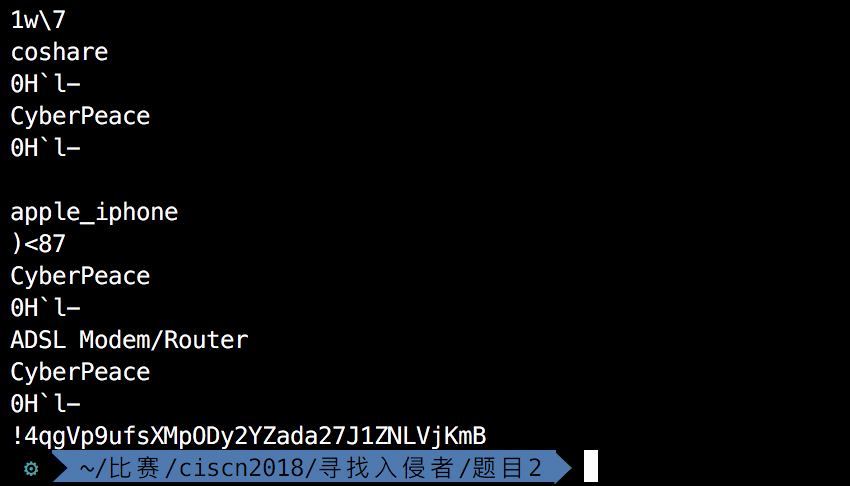 1w\7
coshare
0H`l-
CyberPeace
0H`l-
apple_iphone
)<87
CyberPeace
0H`l-
ADSL Modem/Router
CyberPeace
0H`l-
!4qgVp9ufsXMpODy2YZada27J1ZNLVjKmB
~/比赛/ciscn2018/寻找入侵者/题目2